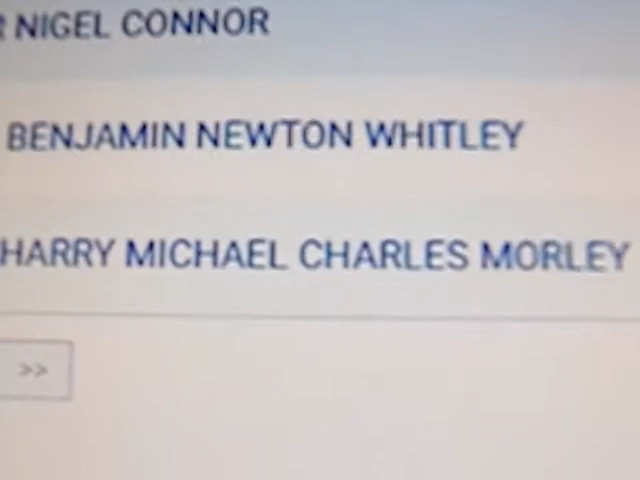 NIGEL CONNOR
BENJAMIN NEWTON WHITLEY
HARRY MICHAEL CHARLES MORLEY
>>